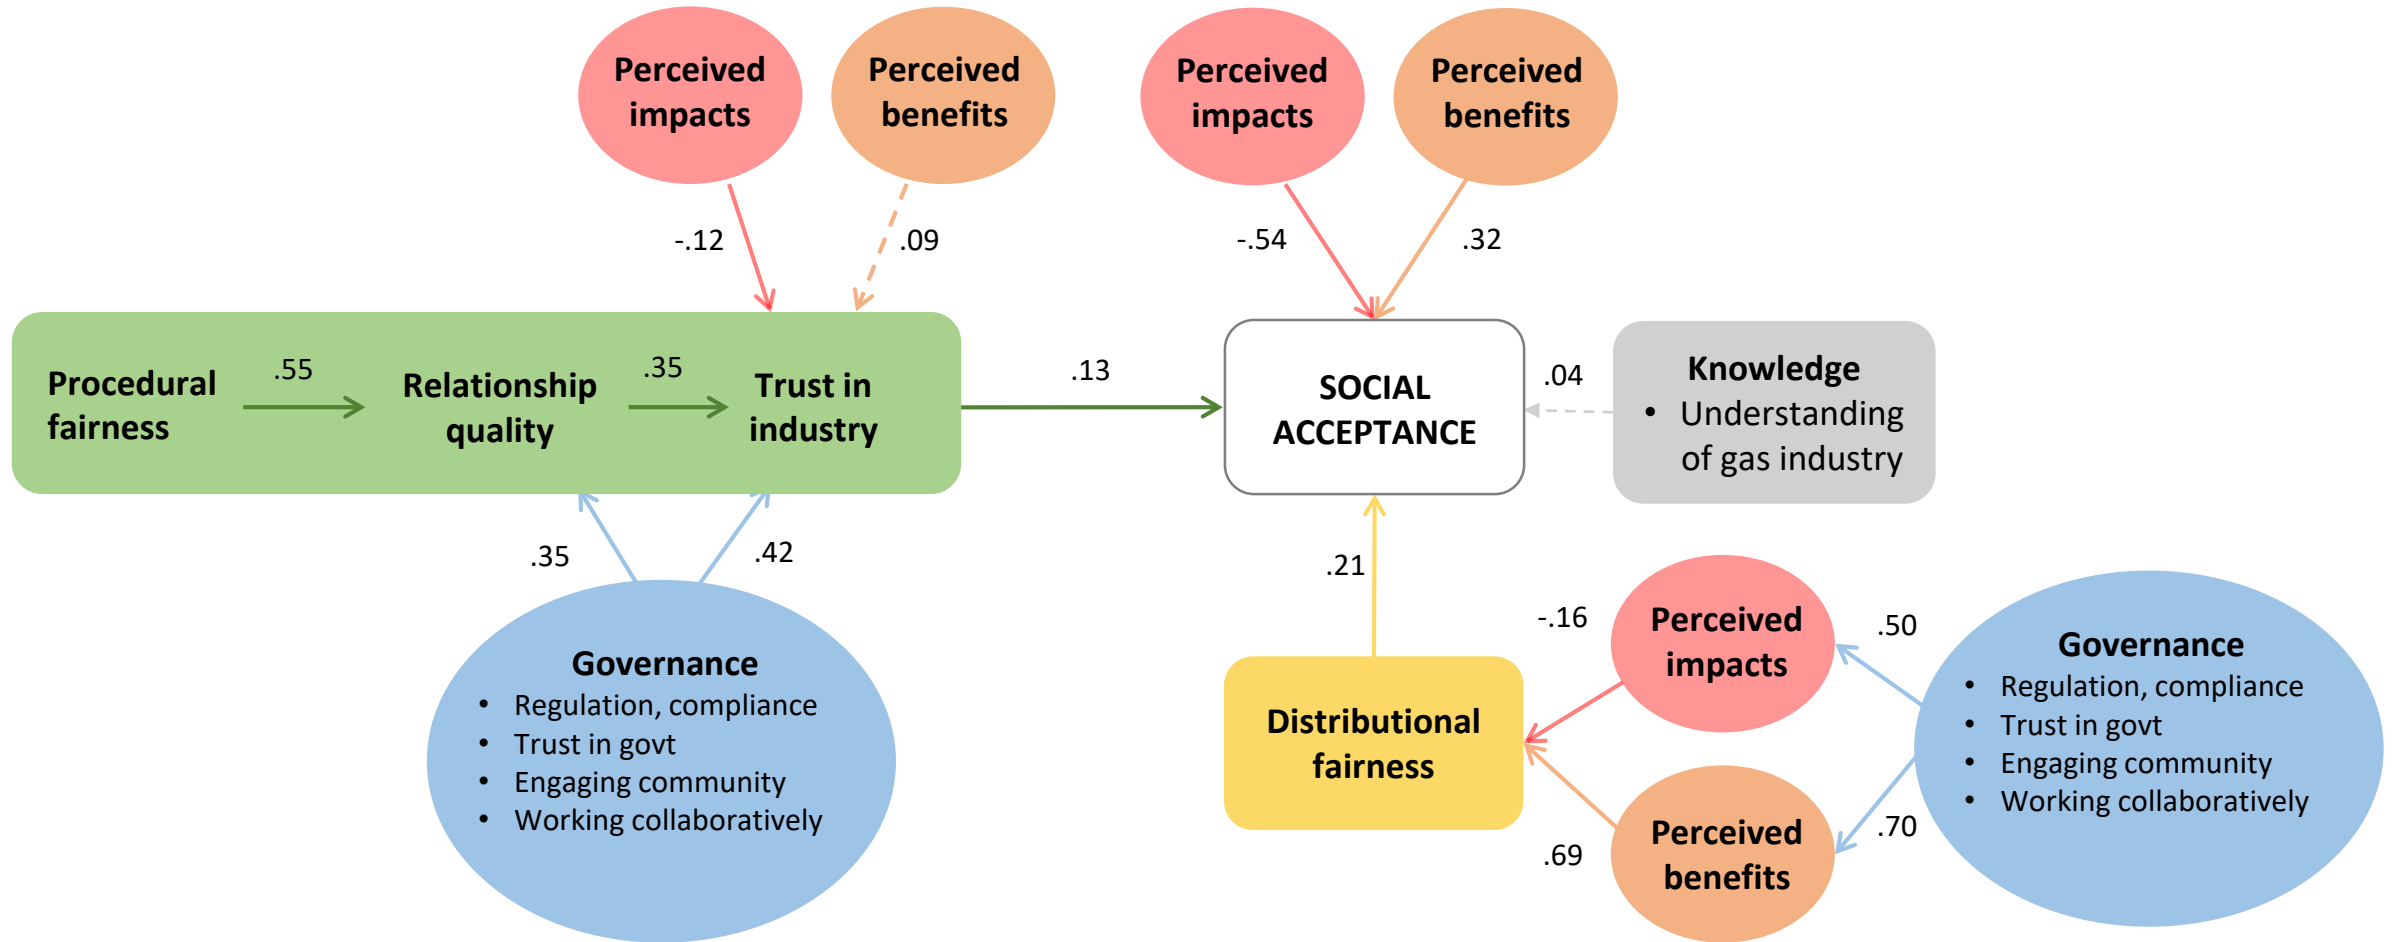 Perceived
impacts
Perceived
benefits
Perceived
impacts
Perceived
benefits
-.12
.09
-.54
.32
Procedural
fairness
.55
Relationship
quality
.35
Trust in
industry
.13
SOCIAL
ACCEPTANCE
.04
Knowledge
• Understanding
of gas industry
.35
.42
.21
Governance
• Regulation, compliance
• Trust in govt
• Engaging community
• Working collaboratively
Distributional
fairness
-.16
Perceived
impacts
.50
.69
Perceived
benefits
.70
Governance
• Regulation, compliance
• Trust in govt
• Engaging community
• Working collaboratively